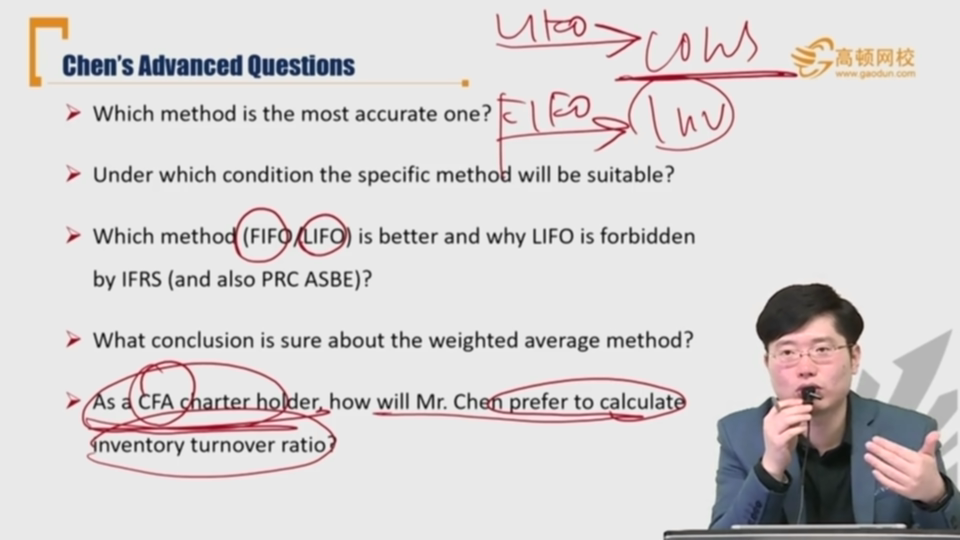 LIFO COGS
Chen's Advanced Questions
高顿网校
www.gaodun.com
FIFO Inv
Which method is the most accurate one?
Under which condition the specific method will be suitable?
Which method (FIFO/LIFO) is better and why LIFO is forbidden
by IFRS (and also PRC ASBE)?
What conclusion is sure about the weighted average method?
As a CFA charter holder, how will Mr. Chen prefer to calculate
inventory turnover ratio?